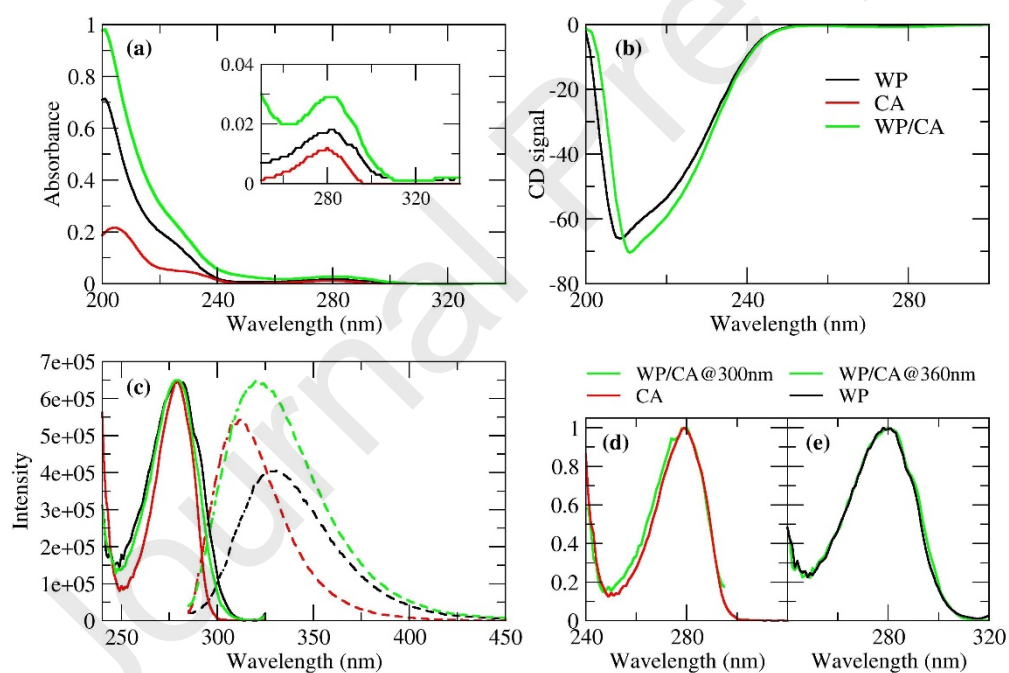 (a)
1
0.8
0.6
0.4
0.2
0
Absorbance
0.04
0.02
0
280
320
200
240
280
320
Wavelength (nm)
(b)
0
-20
-40
-60
-80
CD signal
WP
CA
WP/CA
200
240
280
Wavelength (nm)
(c)
7e+05
6e+05
5e+05
4e+05
3e+05
2e+05
1e+05
0
Intensity
250
300
350
400
450
Wavelength (nm)
WP/CA@300nm
WP/CA@360nm
CA
WP
(d)
1
0.8
0.6
0.4
0.2
0
240
280
Wavelength (nm)
(e)
280
320
Wavelength (nm)
Journal Pre